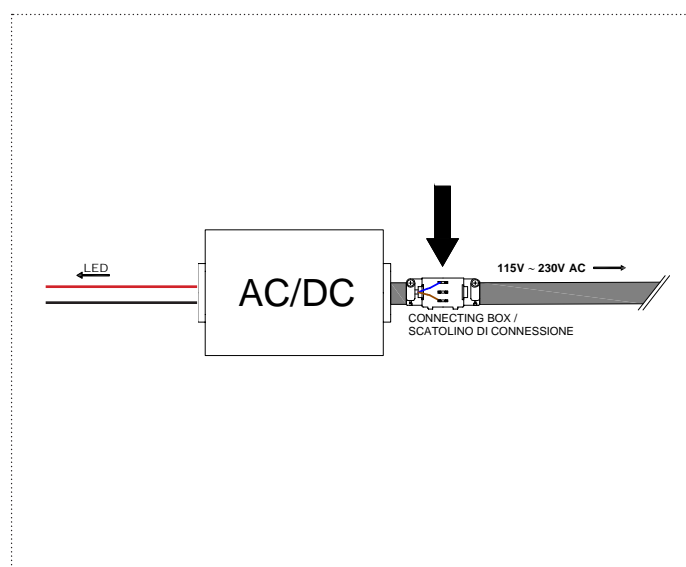 LED
AC/DC
115V ~ 230V AC
CONNECTING BOX /
SCATOLINO DI CONNESSIONE